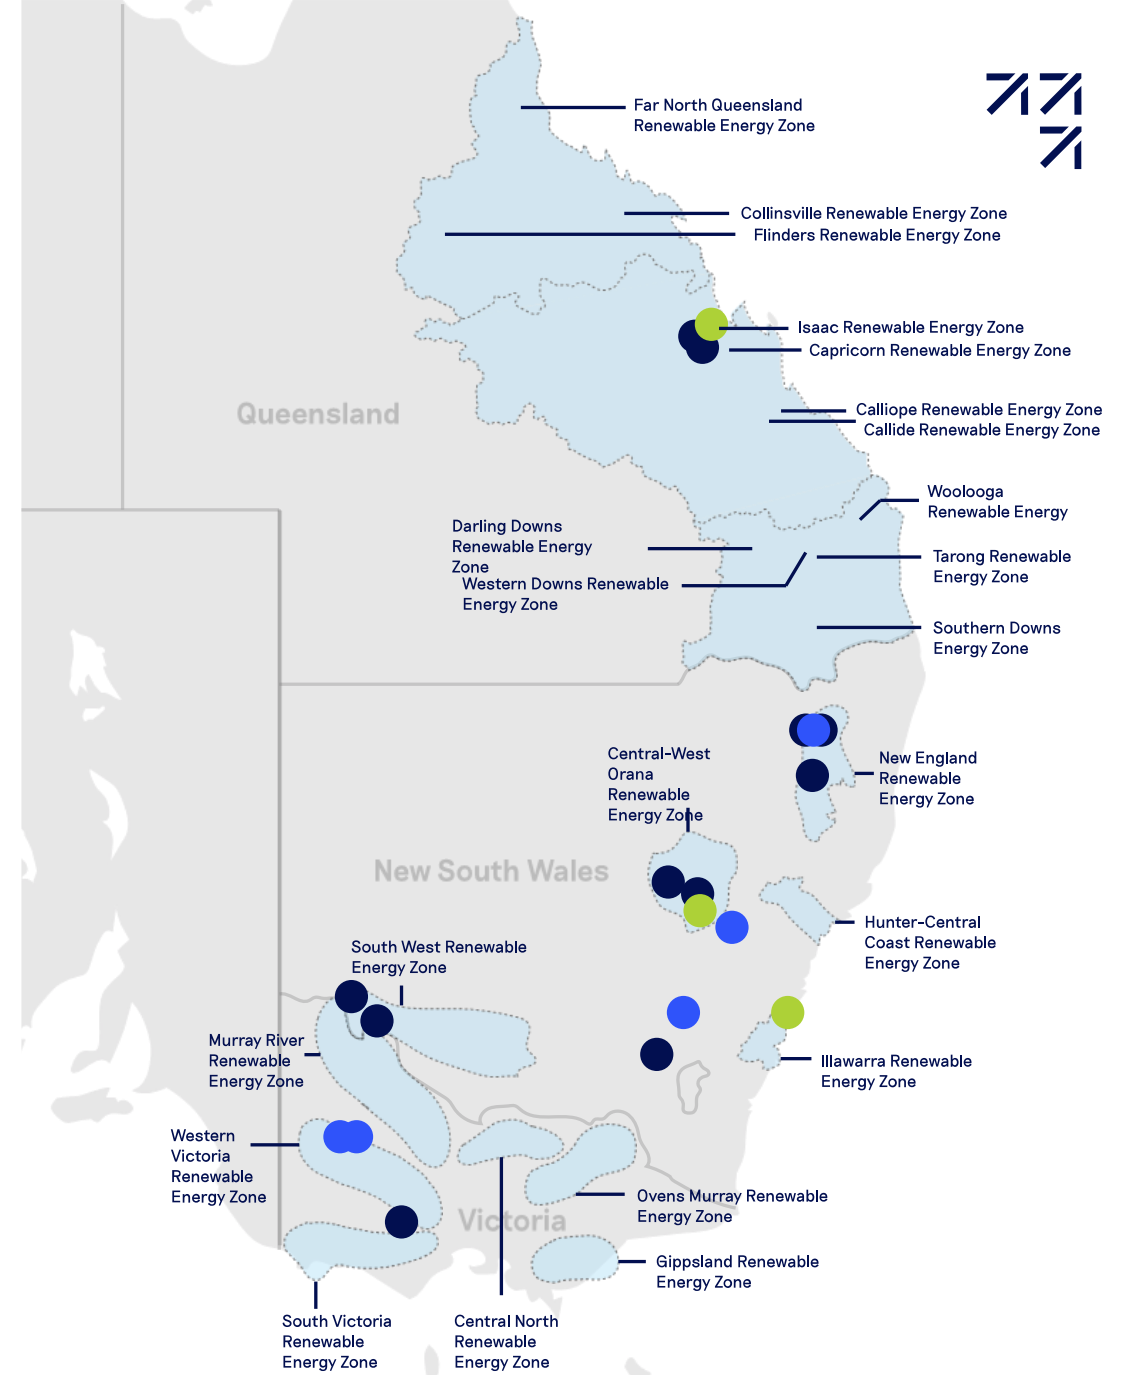 Far North Queensland
Renewable Energy Zone
Collinsville Renewable Energy Zone
Flinders Renewable Energy Zone
Isaac Renewable Energy Zone
Capricorn Renewable Energy Zone
Queensland
Calliope Renewable Energy Zone
Callide Renewable Energy Zone
Woolooga
Renewable Energy
Darling Downs
Renewable Energy
Zone
Western Downs Renewable
Energy Zone
Tarong Renewable
Energy Zone
Southern Downs
Energy Zone
Central-West
Orana
Renewable
Energy Zone
New England
Renewable
Energy Zone
New South Wales
Hunter-Central
Coast Renewable
Energy Zone
South West Renewable
Energy Zone
Murray River
Renewable
Energy Zone
Illawarra Renewable
Energy Zone
Western
Victoria
Renewable
Energy Zone
Ovens Murray Renewable
Energy Zone
Victoria
Gippsland Renewable
Energy Zone
South Victoria
Renewable
Energy Zone
Central North
Renewable
Energy Zone